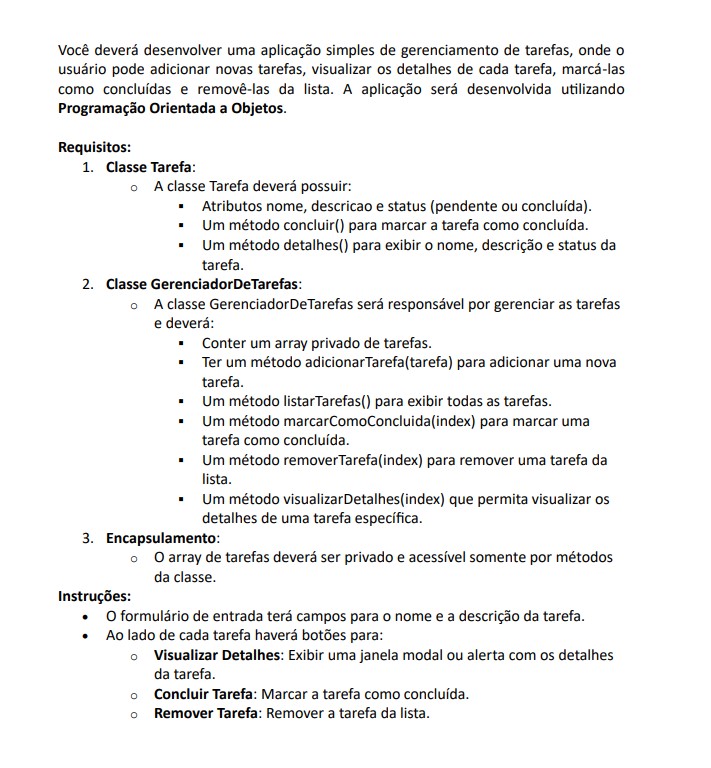 Você deverá desenvolver uma aplicação simples de gerenciamento de tarefas, onde o
usuário pode adicionar novas tarefas, visualizar os detalhes de cada tarefa, marcá-las
como concluídas e removê-las da lista. A aplicação será desenvolvida utilizando
Programação Orientada a Objetos.
Requisitos:
1. Classe Tarefa:
o A classe Tarefa deverá possuir:
▪ Atributos nome, descricao e status (pendente ou concluída).
▪ Um método concluir() para marcar a tarefa como concluída.
▪ Um método detalhes() para exibir o nome, descrição e status da
tarefa.
2. Classe GerenciadorDeTarefas:
o A classe GerenciadorDeTarefas será responsável por gerenciar as tarefas
e deverá:
▪ Conter um array privado de tarefas.
▪ Ter um método adicionarTarefa(tarefa) para adicionar uma nova
tarefa.
▪ Um método listarTarefas() para exibir todas as tarefas.
▪ Um método marcarComoConcluida(index) para marcar uma
tarefa como concluída.
▪ Um método removerTarefa(index) para remover uma tarefa da
lista.
▪ Um método visualizarDetalhes(index) que permita visualizar os
detalhes de uma tarefa específica.
3. Encapsulamento:
o O array de tarefas deverá ser privado e acessível somente por métodos
da classe.
Instruções:
• O formulário de entrada terá campos para o nome e a descrição da tarefa.
• Ao lado de cada tarefa haverá botões para:
o Visualizar Detalhes: Exibir uma janela modal ou alerta com os detalhes
da tarefa.
o Concluir Tarefa: Marcar a tarefa como concluída.
o Remover Tarefa: Remover a tarefa da lista.